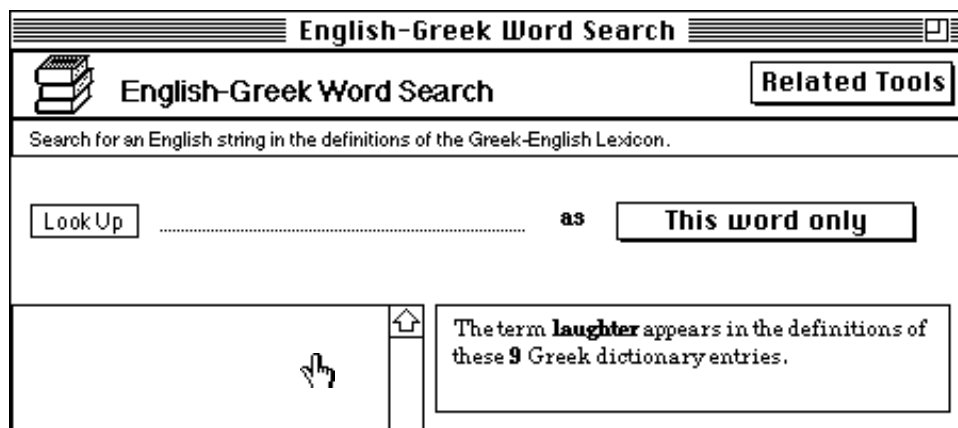 English-Greek Word Search
English-Greek Word Search
Related Tools
Search for an English string in the definitions of the Greek-English Lexicon.
Look Up
as
This word only
The term laughter appears in the definitions of
these 9 Greek dictionary entries.